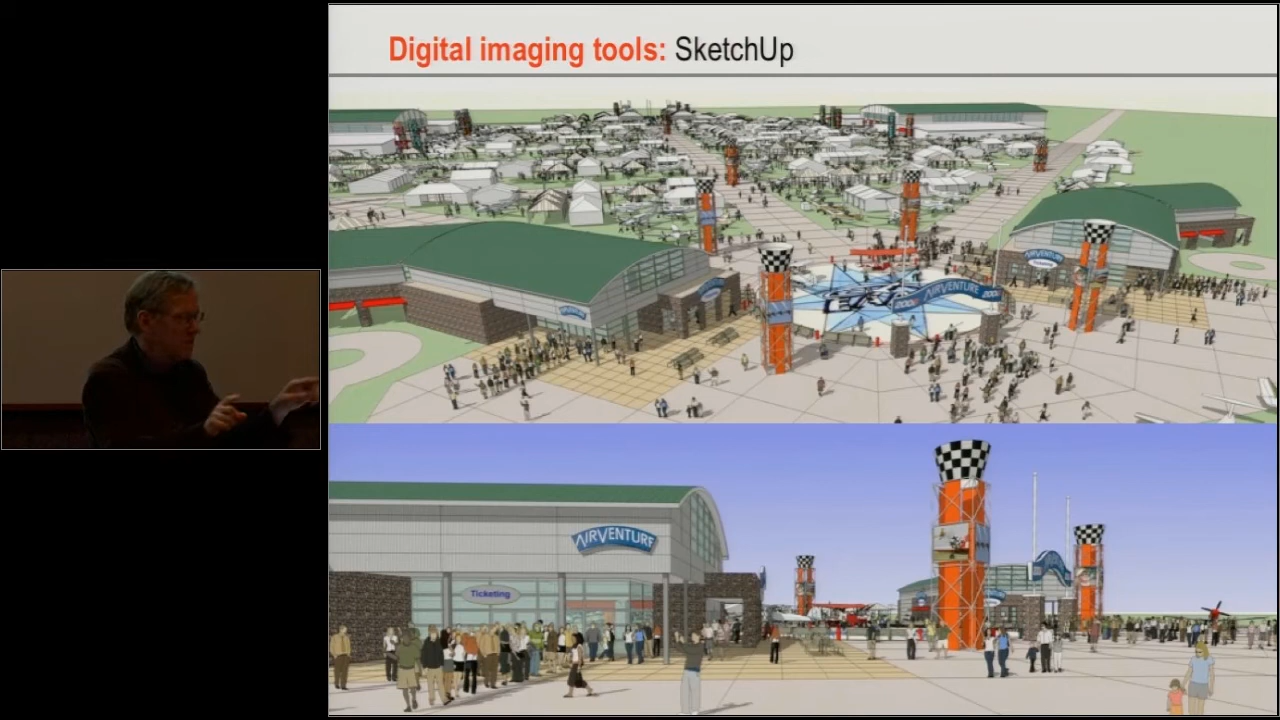 Digital imaging tools: SketchUp
AIRVENTURE
AIRVENTURE
AIRVENTURE
Ticketing